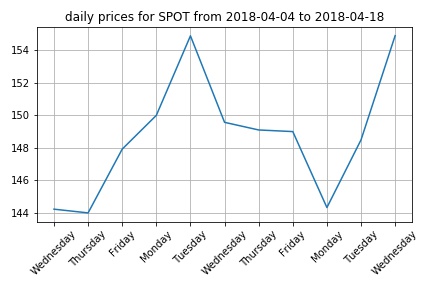 daily prices for SPOT from 2018-04-04 to 2018-04-18
154
152
150
148
146
144
Wednesday
Thursday
Friday
Monday
Tuesday
Wednesday
Thursday
Friday
Monday
Tuesday
Wednesday